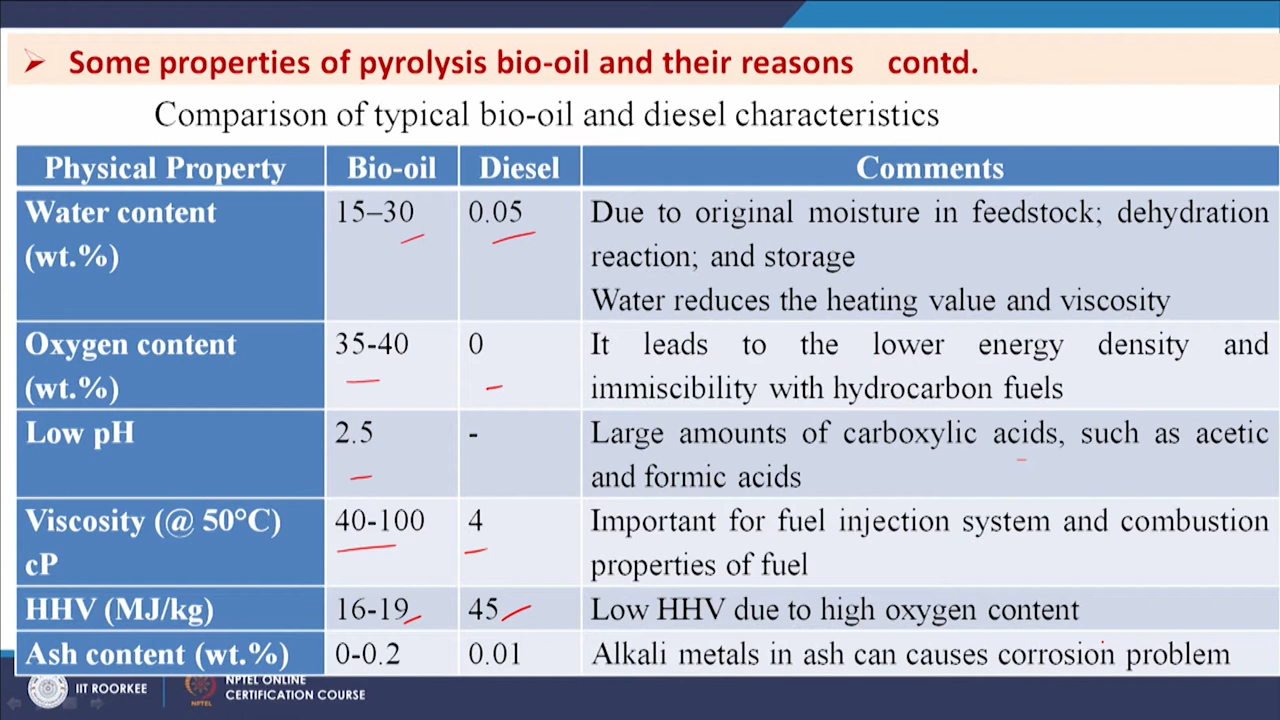 Some properties of pyrolysis bio-oil and their reasons contd.
Comparison of typical bio-oil and diesel characteristics
Physical Property Bio-oil Diesel Comments
Water content 15–30 0.05 Due to original moisture in feedstock; dehydration
(wt.%) reaction; and storage
Water reduces the heating value and viscosity
Oxygen content 35-40 0 It leads to the lower energy density and
(wt.%) immiscibility with hydrocarbon fuels
Low pH 2.5 - Large amounts of carboxylic acids, such as acetic
and formic acids
Viscosity (@ 50°C) 40-100 4 Important for fuel injection system and combustion
cP properties of fuel
HHV (MJ/kg) 16-19 45 Low HHV due to high oxygen content
Ash content (wt.%) 0-0.2 0.01 Alkali metals in ash can causes corrosion problem
IIT ROORKEE NPTEL ONLINE
CERTIFICATION COURSE
NPTEL